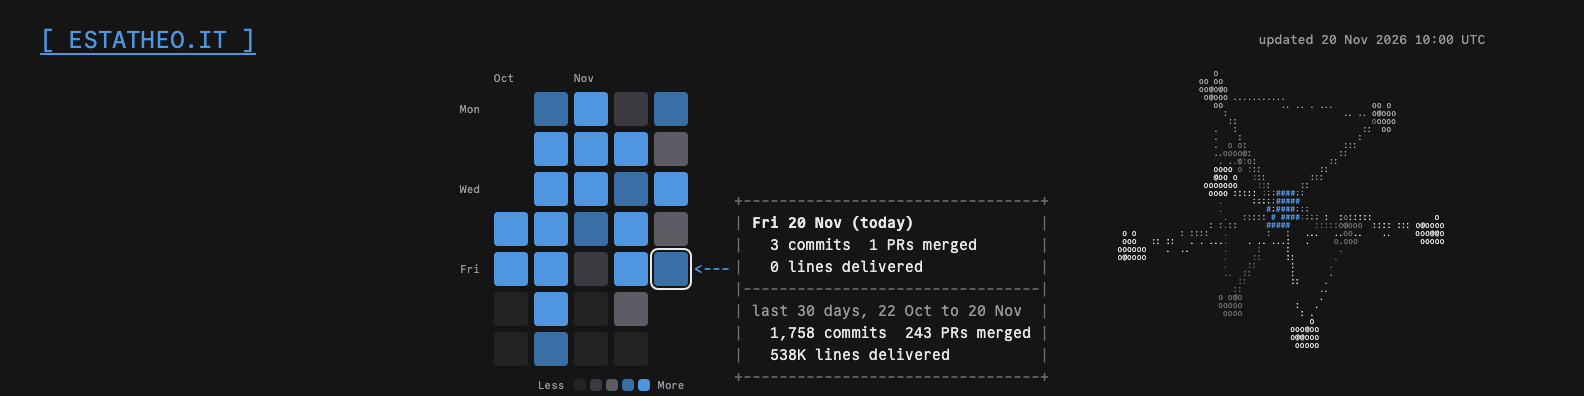 [ ESTATHEO.IT ]
updated 20 Nov 2026 10:00 UTC
Oct Nov
Mon
Wed
Fri
Fri 20 Nov (today)
3 commits 1 PRs merged
0 lines delivered
last 30 days, 22 Oct to 20 Nov
1,758 commits 243 PRs merged
538K lines delivered
Less More